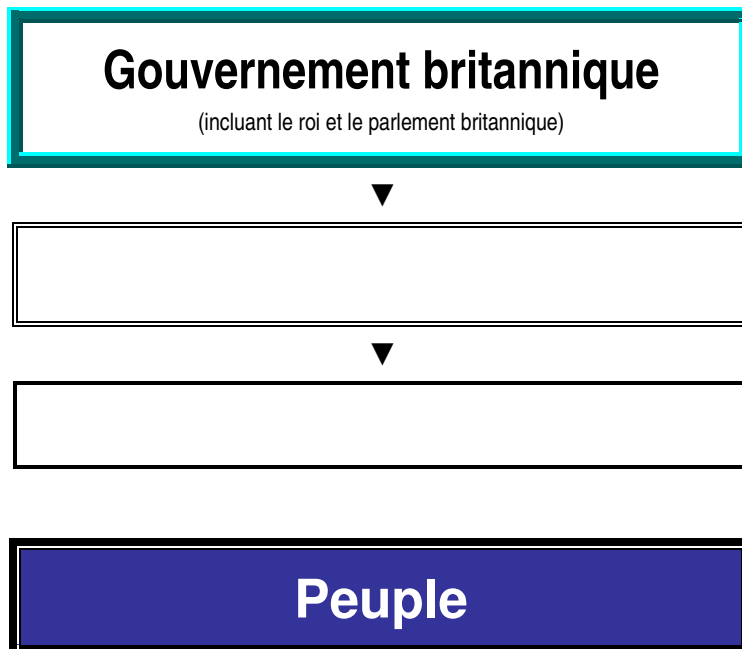 Gouvernement britannique
(incluant le roi et le parlement britannique)
Peuple